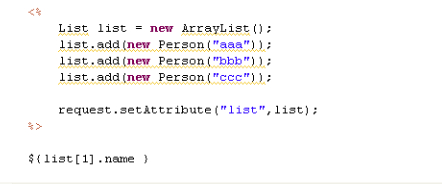 <%
List list = new ArrayList();
list.add(new Person("aaa"));
list.add(new Person("bbb"));
list.add(new Person("ccc"));
request.setAttribute("list",list);
%>
${list[1].name }